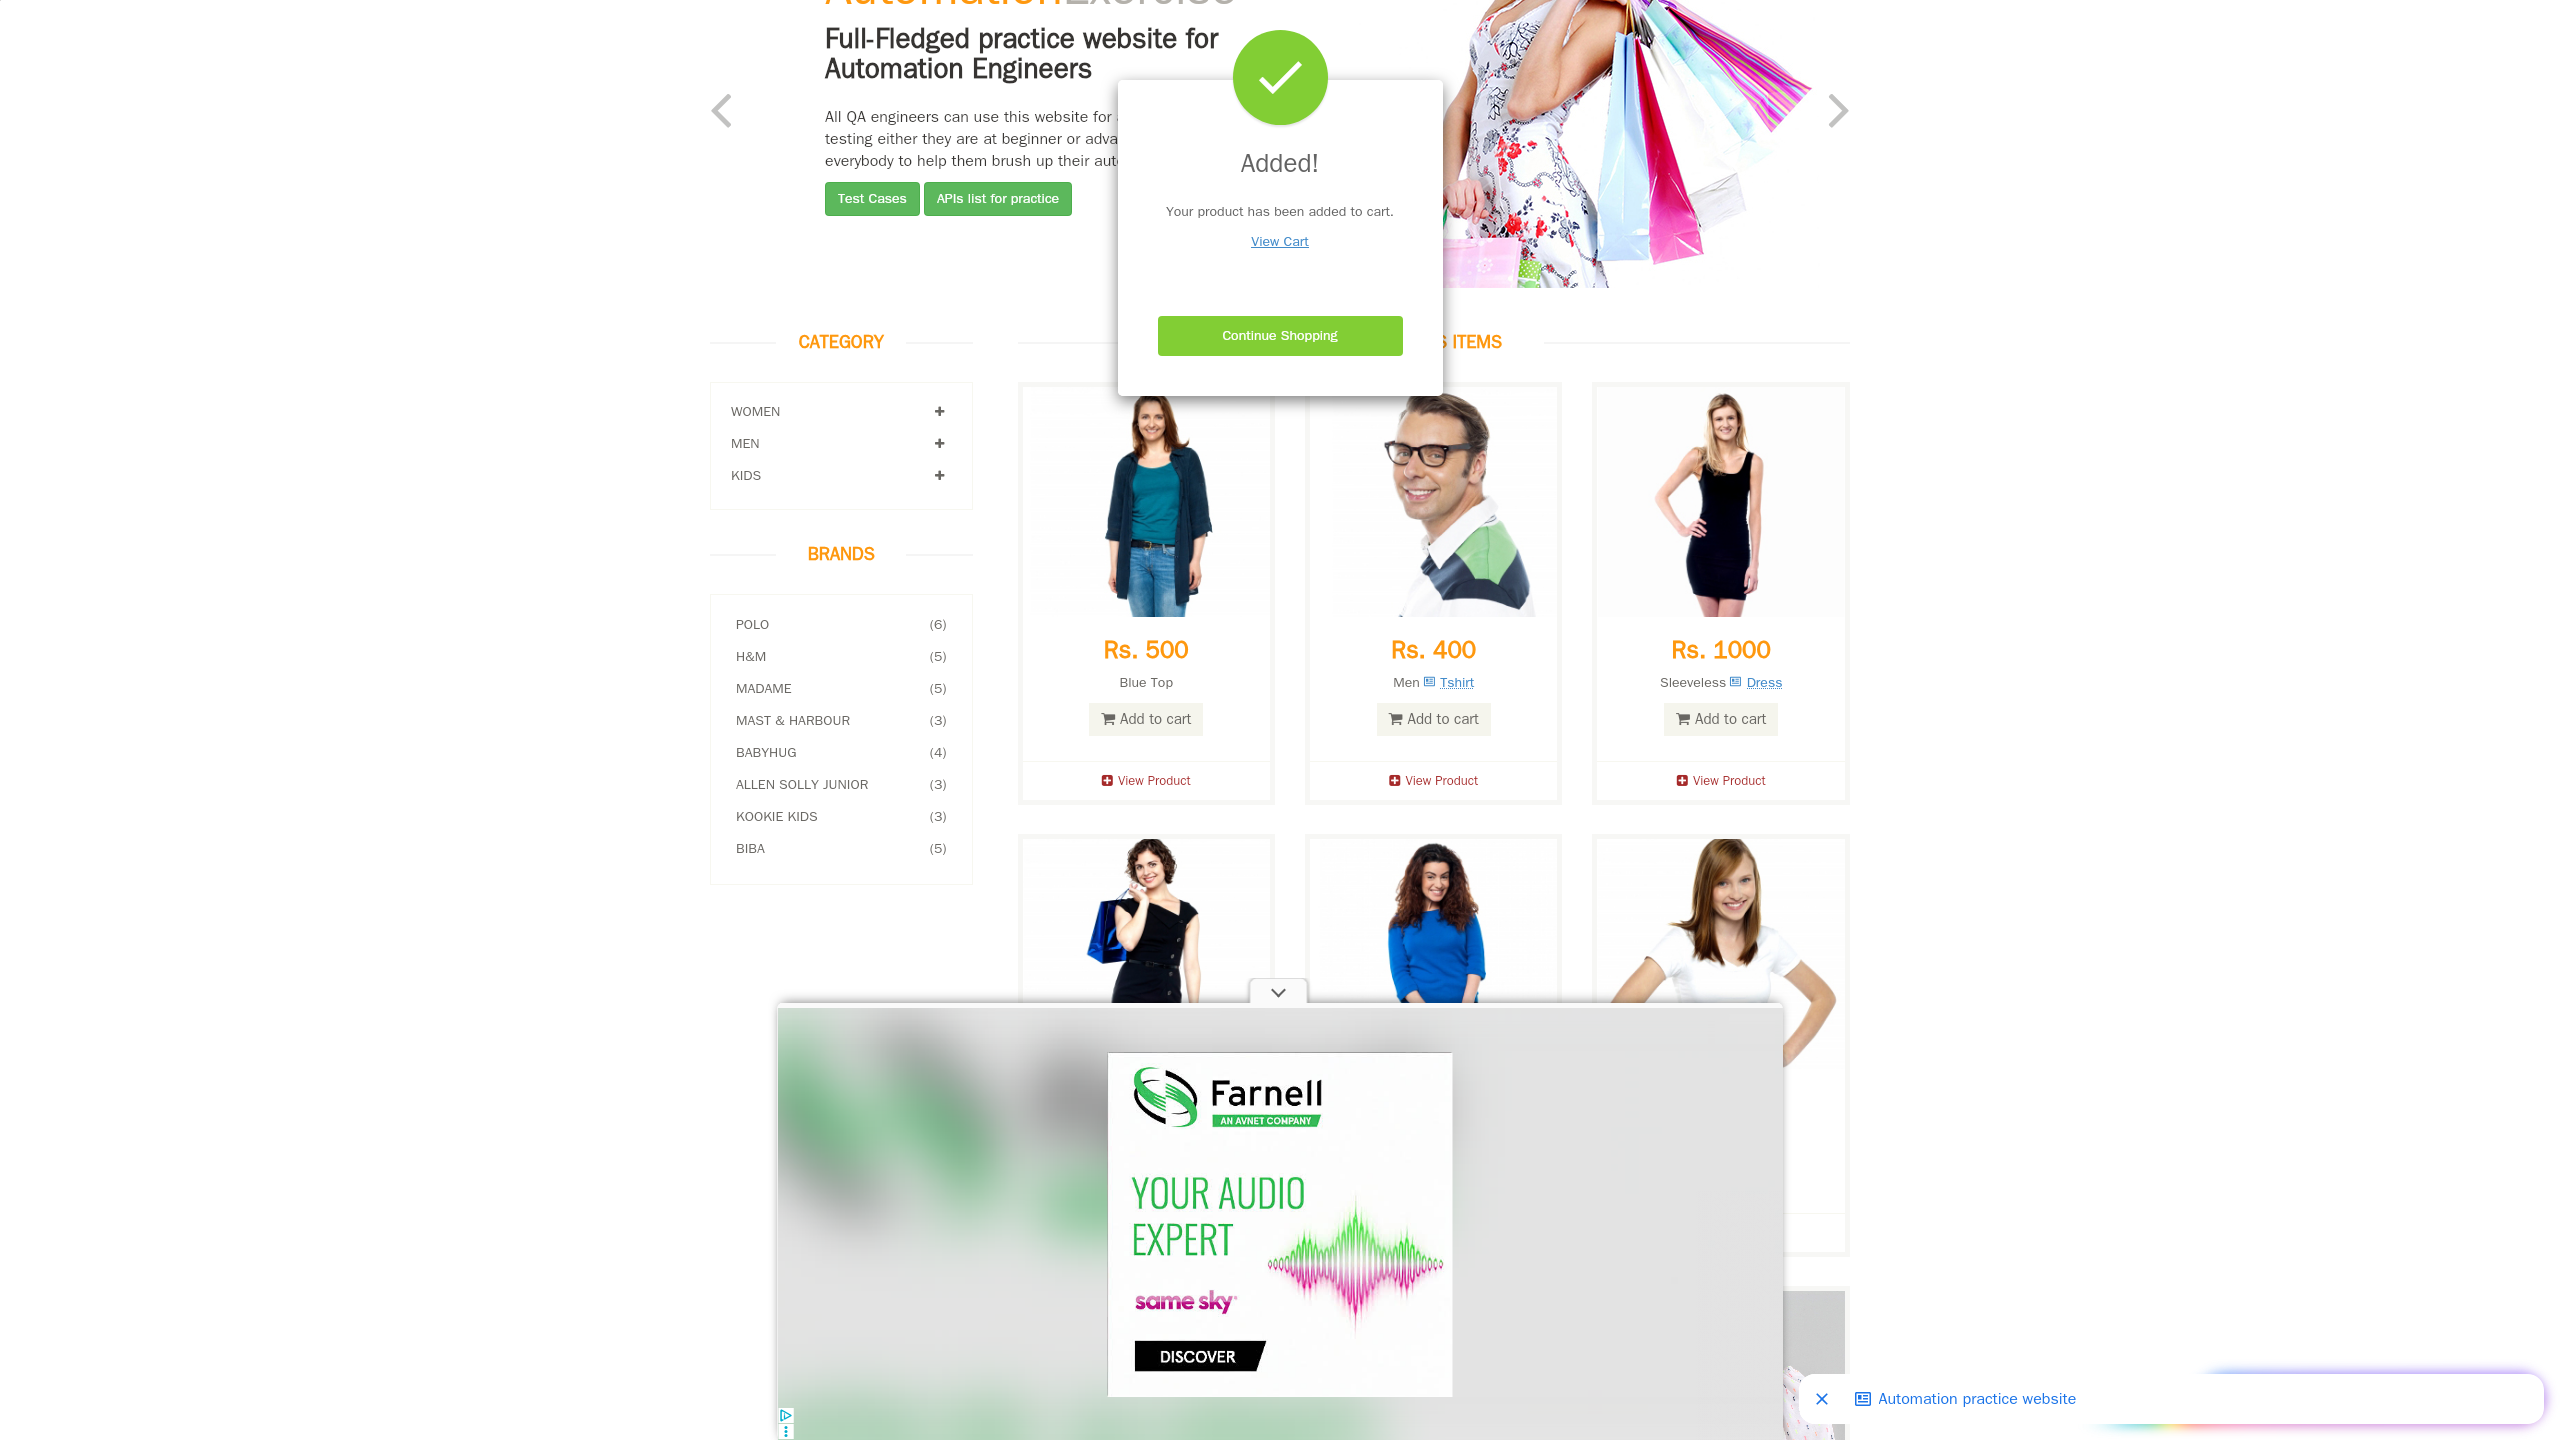 AutomationExercise
Full-Fledged practice website for
Automation Engineers
All QA engineers can use this website for
testing either they are at beginner or
everybody to help them brush up their
Test Cases
APIs list for practice
Added!
Your product has been added to cart.
View Cart
Continue Shopping
CATEGORY
WOMEN
MEN
KIDS
BRANDS
POLO (6)
H&M (5)
MADAME (5)
MAST & HARBOUR (3)
BABYHUG (4)
ALLEN SOLLY JUNIOR (3)
KOOKIE KIDS (3)
BIBA (5)
ITEMS
Rs. 500
Blue Top
Add to cart
View Product
Rs. 400
Men Tshirt
Add to cart
View Product
Rs. 1000
Sleeveless Dress
Add to cart
View Product
Farnell
AN AVNET COMPANY
YOUR AUDIO
EXPERT
same sky
DISCOVER
Automation practice website